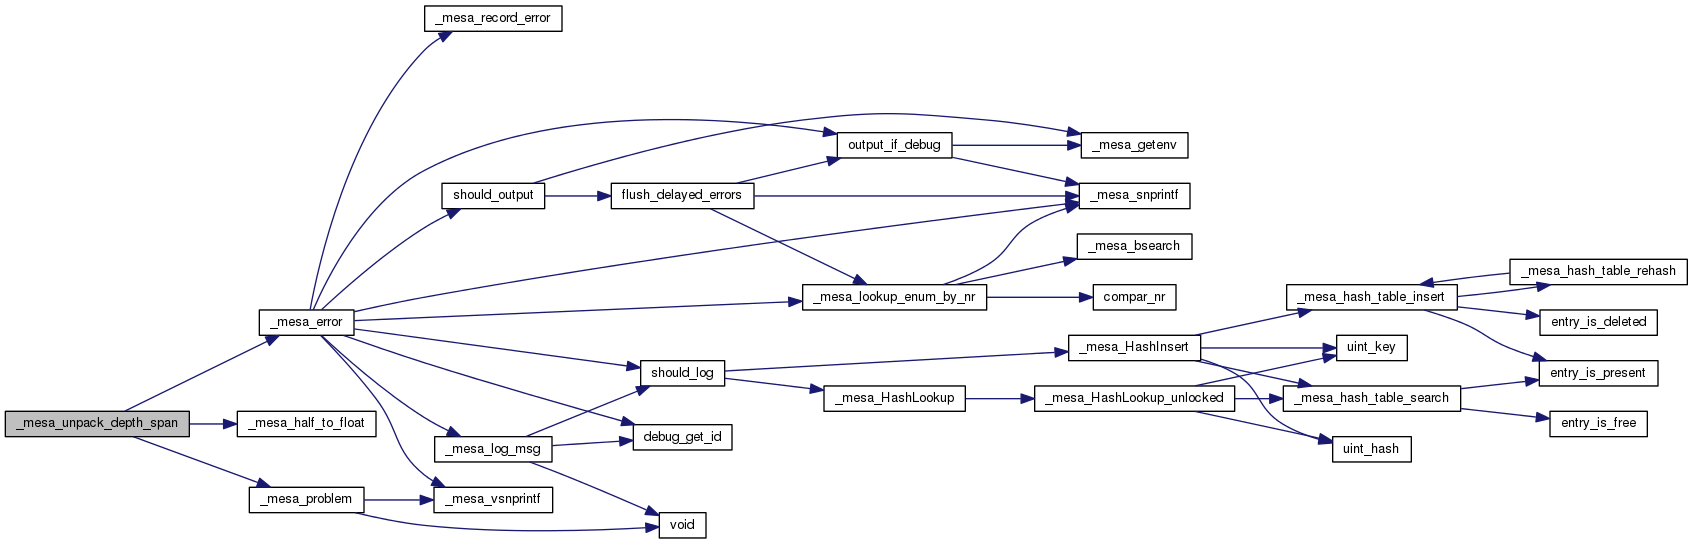 _mesa_record_error
output_if_debug
_mesa_getenv
should_output
flush_delayed_errors
_mesa_snprintf
_mesa_bsearch
_mesa_hash_table_rehash
_mesa_lookup_enum_by_nr
compar_nr
_mesa_hash_table_insert
_mesa_error
entry_is_deleted
_mesa_HashInsert
uint_key
should_log
entry_is_present
_mesa_HashLookup
_mesa_HashLookup_unlocked
_mesa_hash_table_search
_mesa_unpack_depth_span
_mesa_half_to_float
entry_is_free
debug_get_id
_mesa_log_msg
uint_hash
_mesa_problem
_mesa_vsnprintf
void